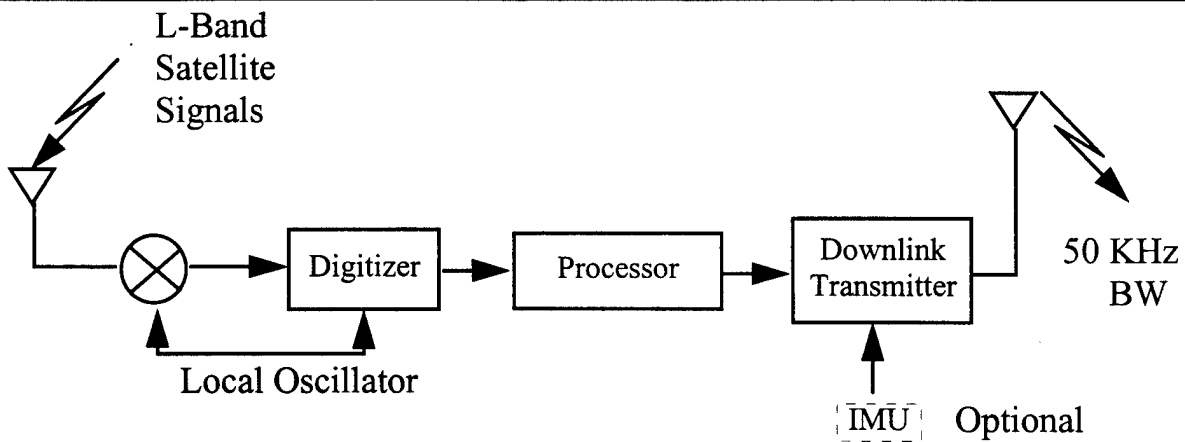 L-Band
Satellite
Signals
Digitizer
Processor
Downlink
Transmitter
50 KHz
BW
Local Oscillator
IMU Optional